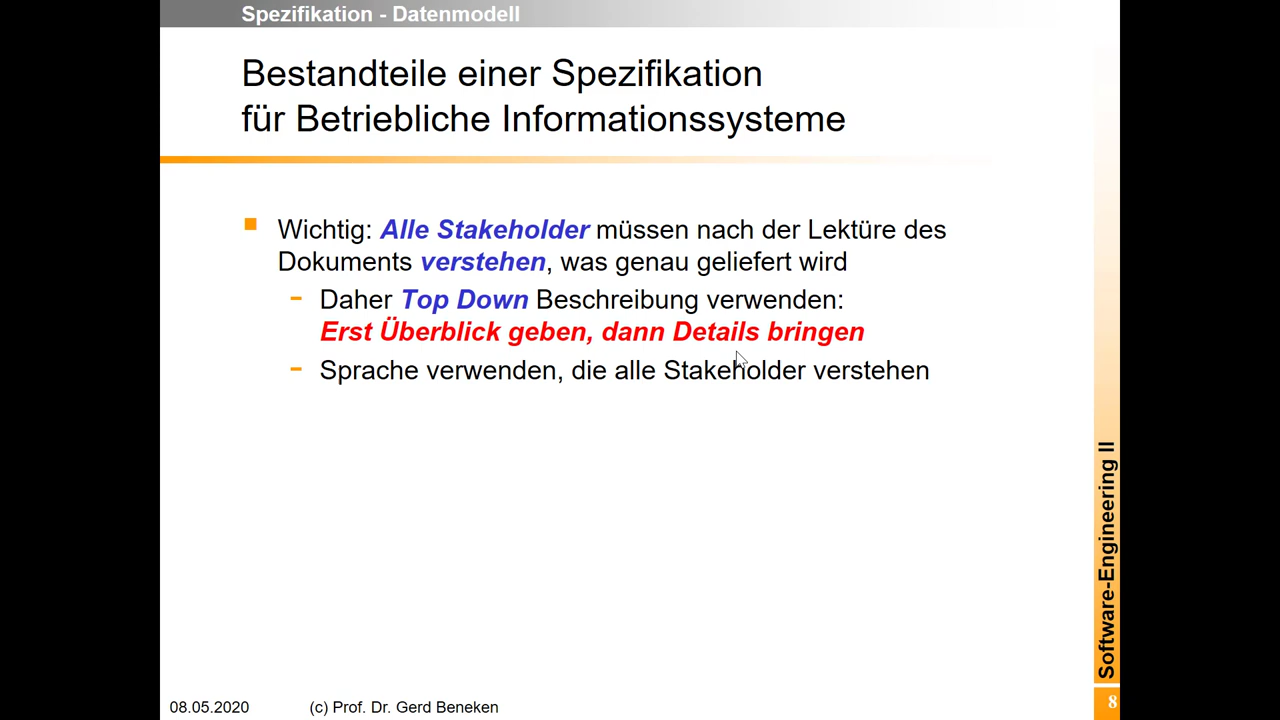 Spezifikation - Datenmodell
Bestandteile einer Spezifikation
für Betriebliche Informationssysteme
Wichtig: Alle Stakeholder müssen nach der Lektüre des
Dokuments verstehen, was genau geliefert wird
- Daher Top Down Beschreibung verwenden:
Erst Überblick geben, dann Details bringen
- Sprache verwenden, die alle Stakeholder verstehen
Software-Engineering II
08.05.2020
(c) Prof. Dr. Gerd Beneken
8